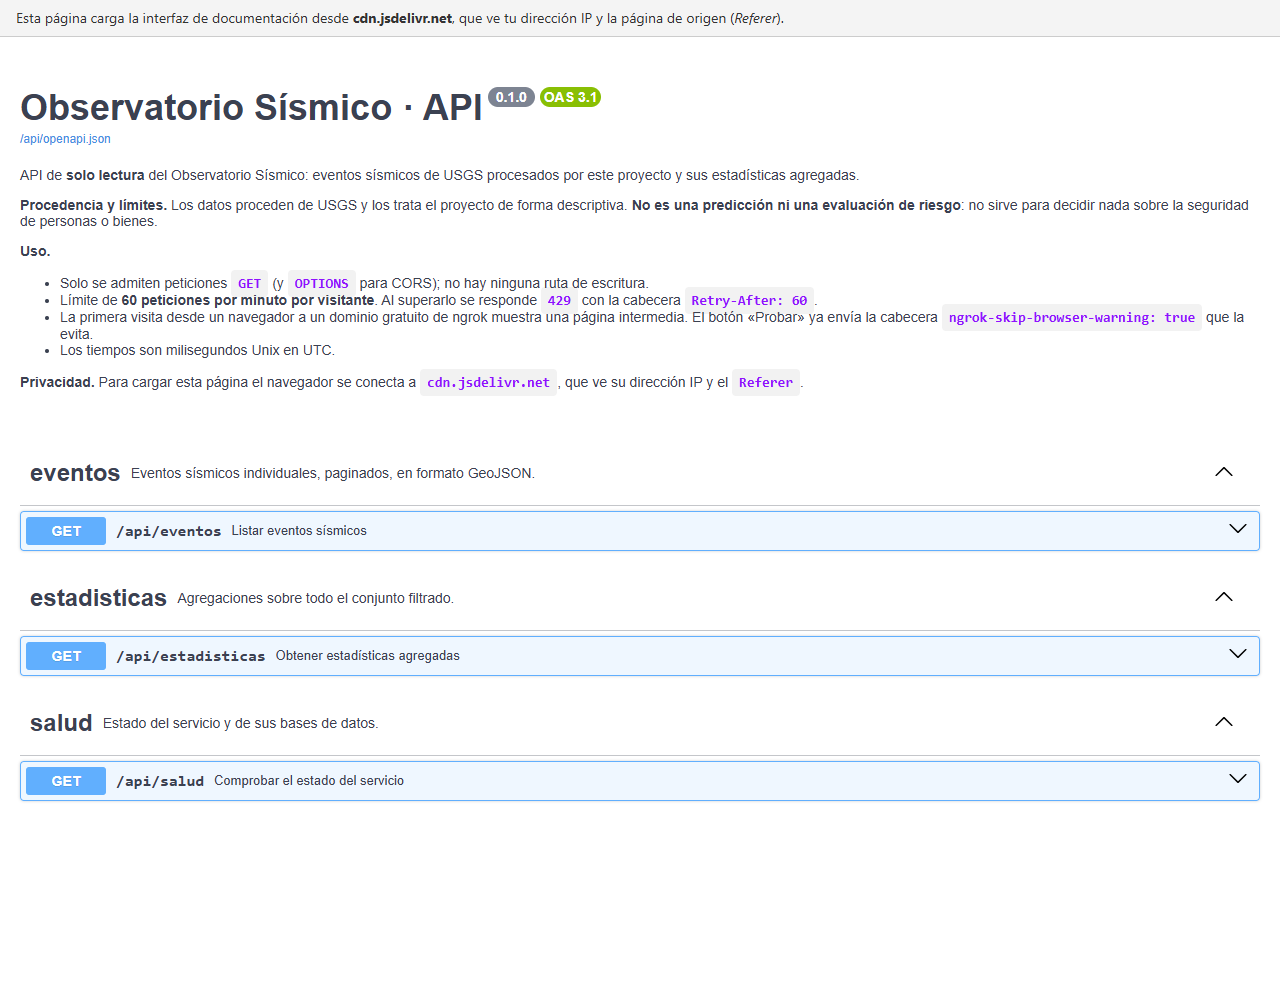 Esta página carga la interfaz de documentación desde cdn.jsdelivr.net, que ve tu dirección IP y la página de origen (Referer).
Observatorio Sísmico · API 0.1.0 OAS 3.1
/api/openapi.json
API de solo lectura del Observatorio Sísmico: eventos sísmicos de USGS procesados por este proyecto y sus estadísticas agregadas.
Procedencia y límites. Los datos proceden de USGS y los trata el proyecto de forma descriptiva. No es una predicción ni una evaluación de riesgo: no sirve para decidir nada sobre la seguridad
de personas o bienes.
Uso.
• Solo se admiten peticiones GET (y OPTIONS para CORS); no hay ninguna ruta de escritura.
• Límite de 60 peticiones por minuto por visitante. Al superarlo se responde 429 con la cabecera Retry-After: 60.
• La primera visita desde un navegador a un dominio gratuito de ngrok muestra una página intermedia. El botón «Probar» ya envía la cabecera ngrok-skip-browser-warning: true que la
evita.
• Los tiempos son milisegundos Unix en UTC.
Privacidad. Para cargar esta página el navegador se conecta a cdn.jsdelivr.net, que ve su dirección IP y el Referer.
eventos Eventos sísmicos individuales, paginados, en formato GeoJSON.
GET /api/eventos Listar eventos sísmicos
estadisticas Agregaciones sobre todo el conjunto filtrado.
GET /api/estadisticas Obtener estadísticas agregadas
salud Estado del servicio y de sus bases de datos.
GET /api/salud Comprobar el estado del servicio